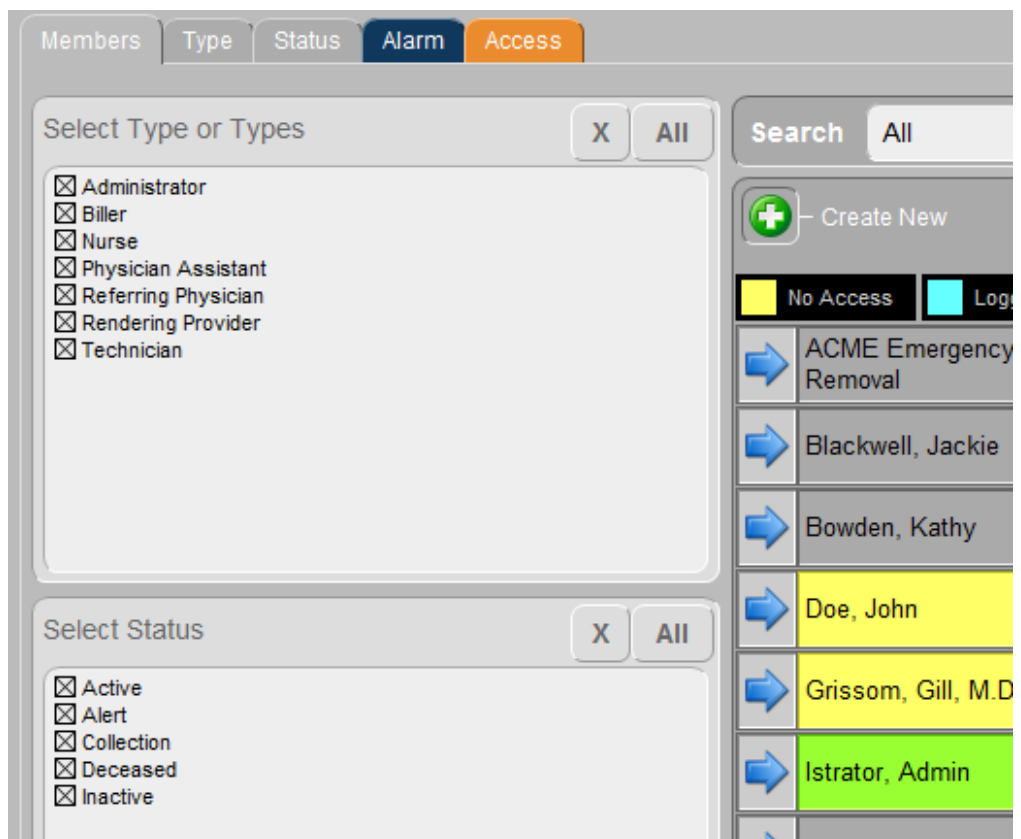 Members Type Status Alarm Access
Select Type or Types X All
Administrator
Biller
Nurse
Physician Assistant
Referring Physician
Rendering Provider
Technician
Select Status X All
Active
Alert
Collection
Deceased
Inactive
Search All
Create New
No Access
ACME Emergency
Removal
Blackwell, Jackie
Bowden, Kathy
Doe, John
Grissom, Gill, M.D
Istrator, Admin